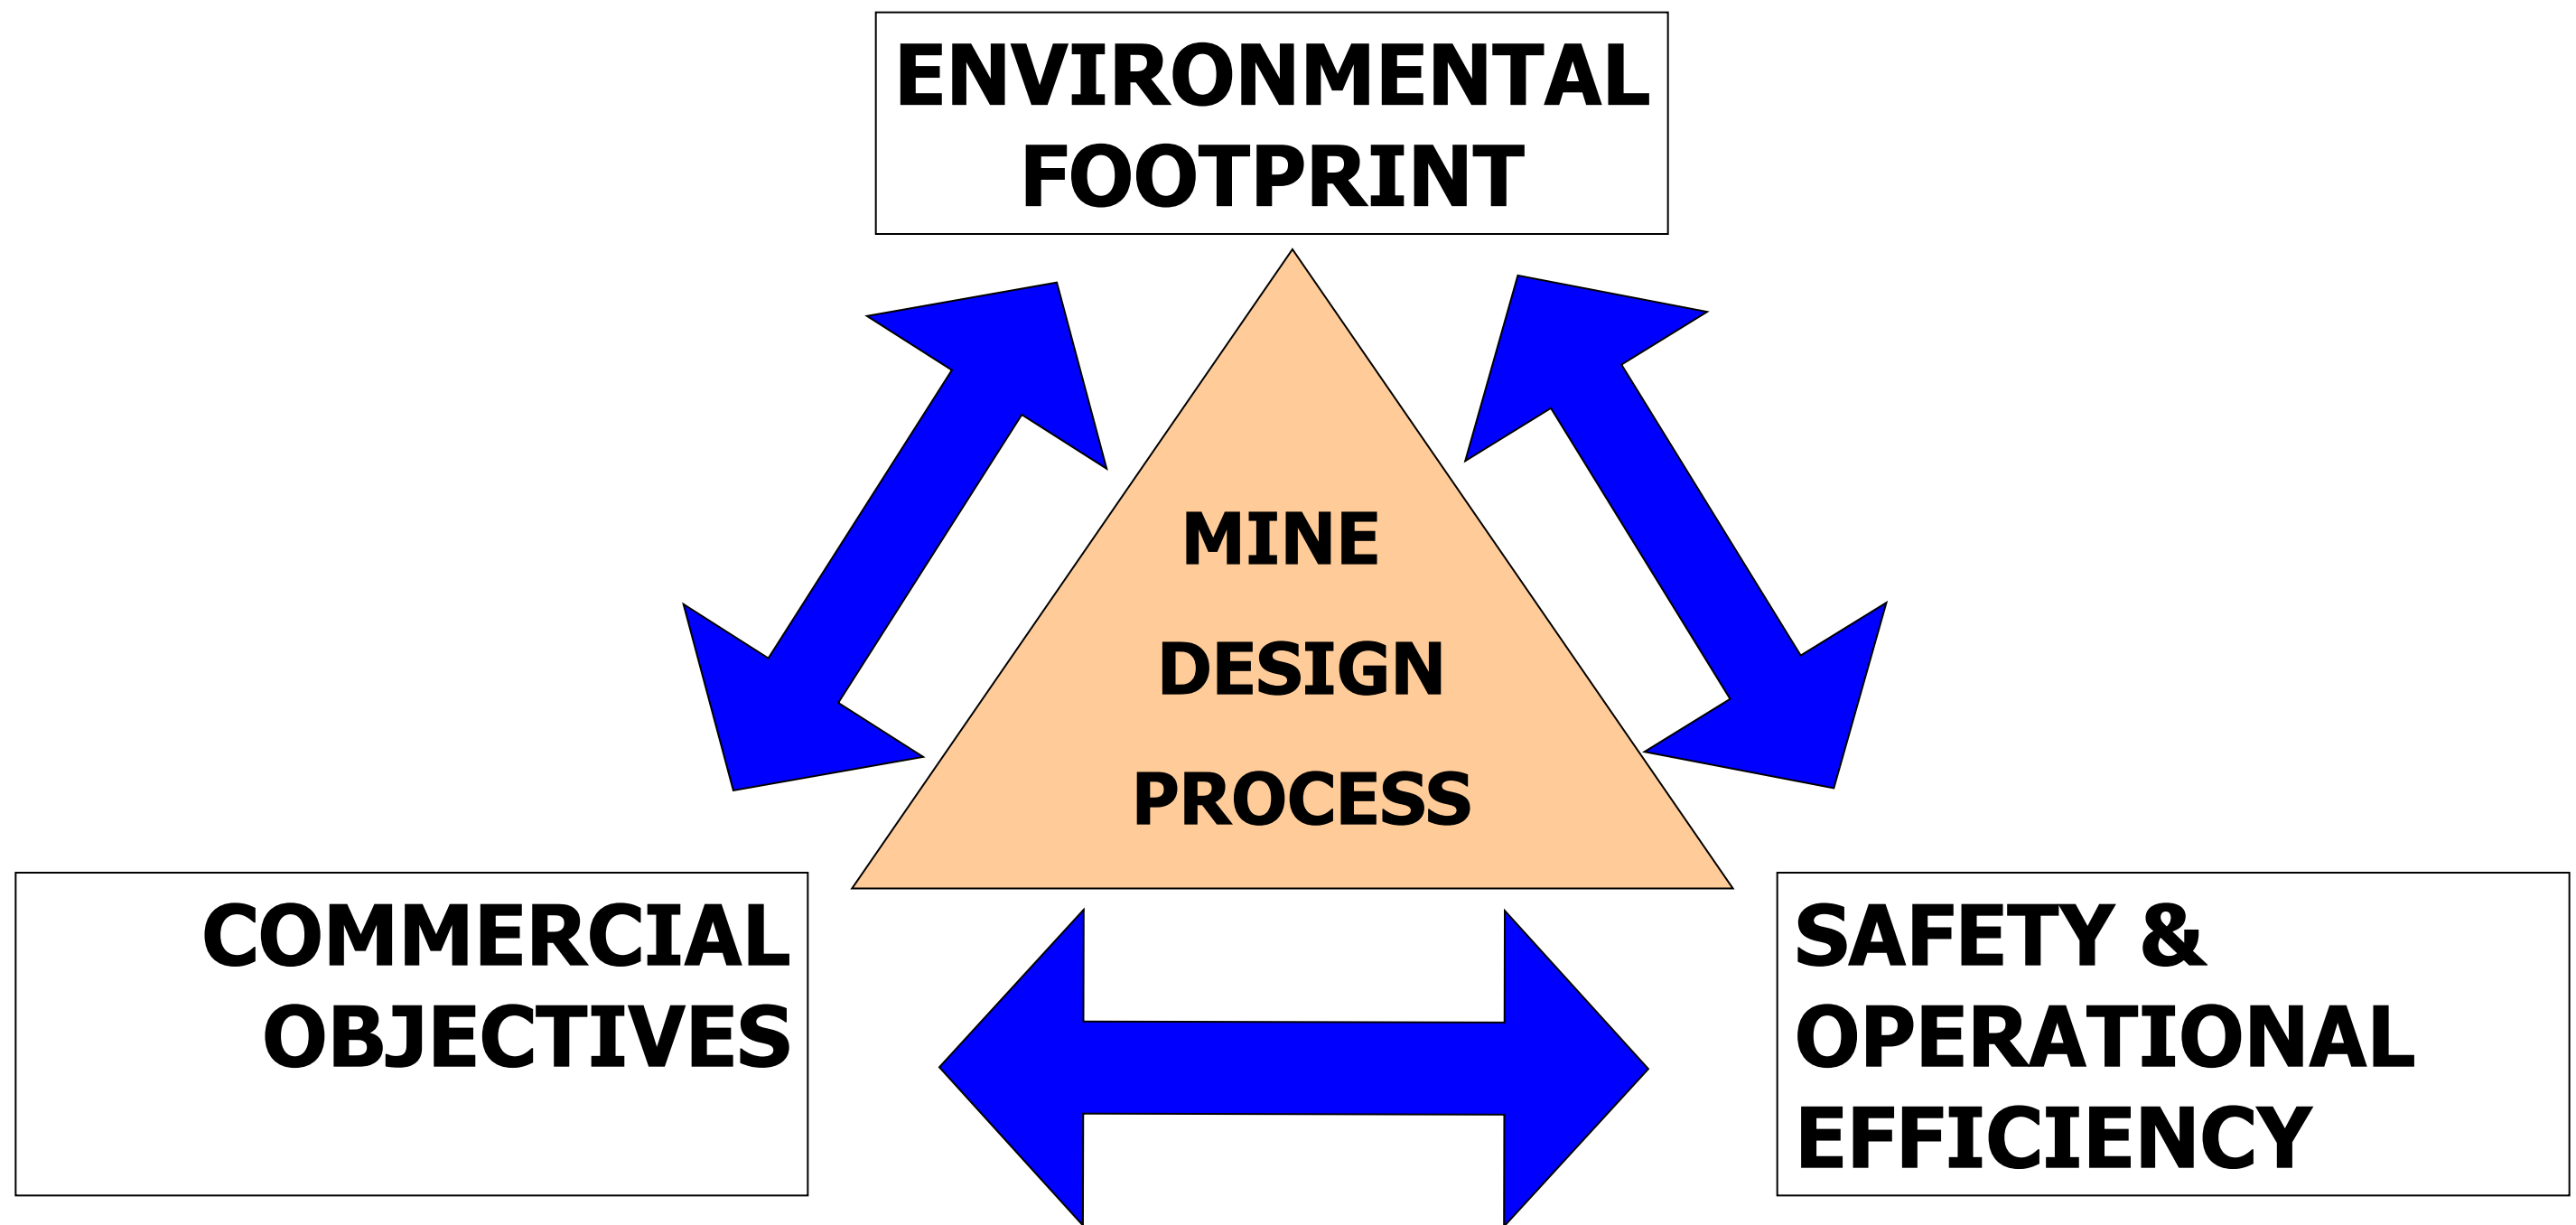 ENVIRONMENTAL
FOOTPRINT
MINE
DESIGN
PROCESS
COMMERCIAL
OBJECTIVES
SAFETY &
OPERATIONAL
EFFICIENCY